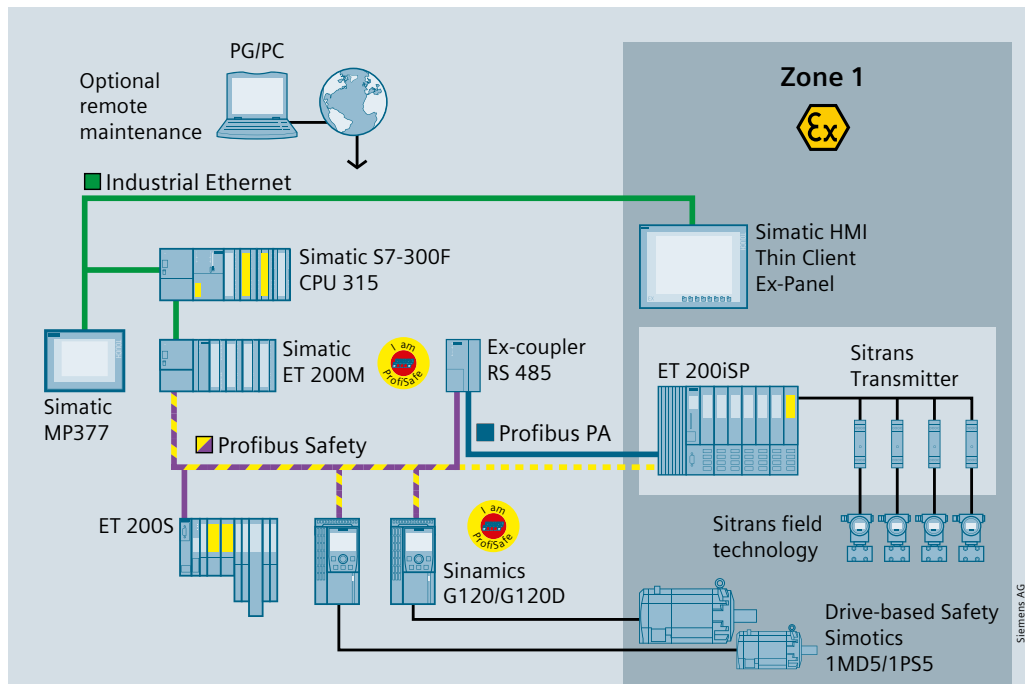 PG/PC
Optional
remote
maintenance
Zone 1
Ex
Industrial Ethernet
Simatic S7-300F
CPU 315
Simatic HMI
Thin Client
Ex-Panel
Simatic
MP377
Simatic
ET 200M
I am
ProfiSafe
Ex-coupler
RS 485
ET 200iSP
Sitrans
Transmitter
Profibus Safety
Profibus PA
ET 200S
I am
ProfiSafe
Sinamics
G120/G120D
Sitrans field
technology
Drive-based Safety
Simotics
1MD5/1PS5
Siemens AG